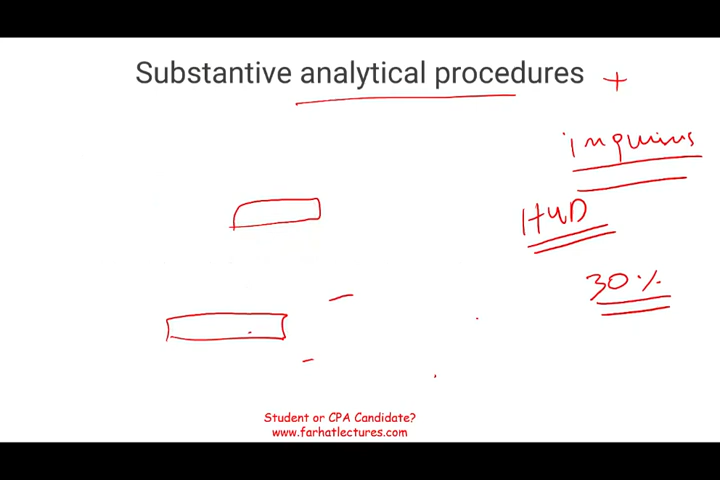 Substantive analytical procedures +
inquiries
HUD
30%
Student or CPA Candidate?
www.farhatlectures.com